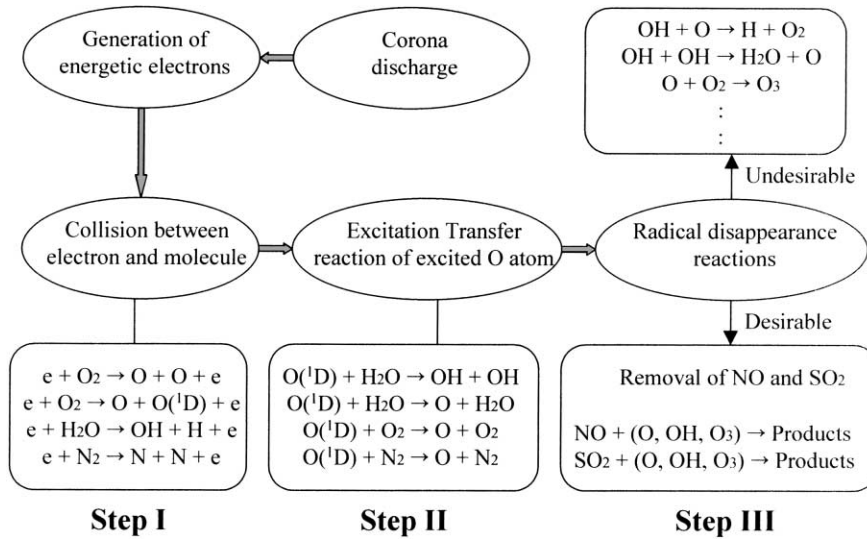 Generation of
energetic electrons
Corona
discharge
OH + O → H + O₂
OH + OH → H₂O + O
O + O₂ → O₃
:
:
Undesirable
Collision between
electron and molecule
Excitation Transfer
reaction of excited O atom
Radical disappearance
reactions
Desirable
e + O₂ → O + O + e
e + O₂ → O + O(¹D) + e
e + H₂O → OH + H + e
e + N₂ → N + N + e
O(¹D) + H₂O → OH + OH
O(¹D) + H₂O → O + H₂O
O(¹D) + O₂ → O + O₂
O(¹D) + N₂ → O + N₂
Removal of NO and SO₂
NO + (O, OH, O₃) → Products
SO₂ + (O, OH, O₃) → Products
Step I
Step II
Step III